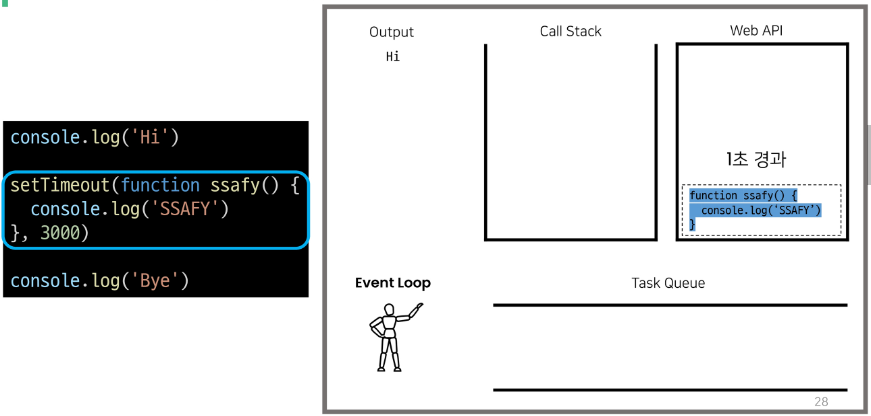 console.log('Hi')
setTimeout(function ssafy() {
  console.log('SSAFY')
}, 3000)
console.log('Bye')
Output
Hi
Call Stack
Web API
1초 경과
function ssafy() {
  console.log('SSAFY')
}
Event Loop
Task Queue
28